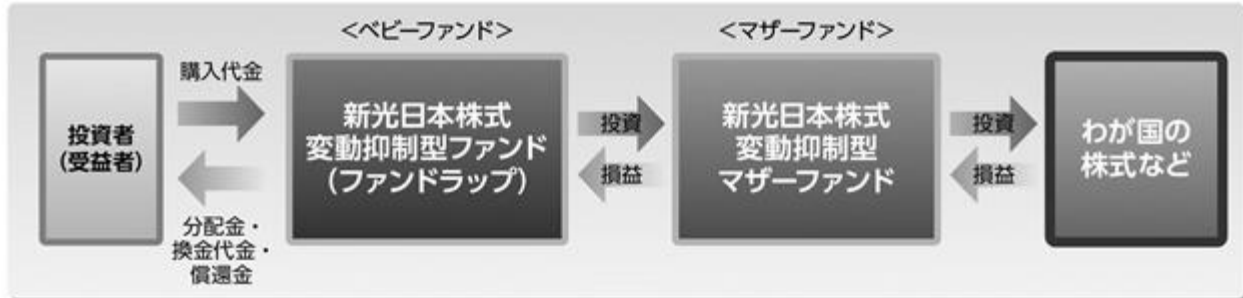 <ベビーファンド>
<マザーファンド>
投資者
(受益者)
購入代金
分配金・
換金代金・
償還金
新光日本株式
変動抑制型ファンド
(ファンドラップ)
投資
損益
新光日本株式
変動抑制型
マザーファンド
投資
損益
わが国の
株式など